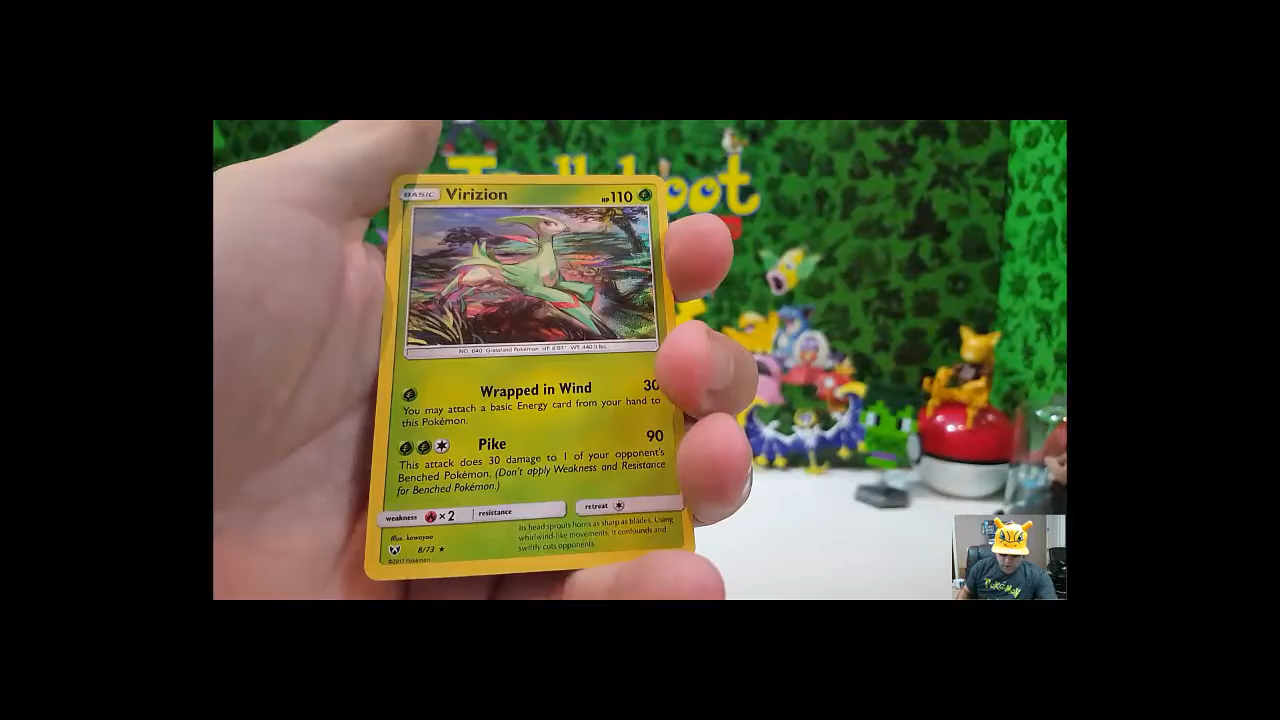 BASIC Virizion HP 110
NO. 640 Grassland Pokémon HT: 6'07" WT: 440.9 lbs
Wrapped in Wind 30
You may attach a basic Energy card from your hand to
this Pokémon.
Pike 90
This attack does 30 damage to 1 of your opponent's
Benched Pokémon. (Don't apply Weakness and Resistance
for Benched Pokémon.)
weakness ×2 resistance retreat
Its head sprouts horns as sharp as blades. Using
whirlwind-like movements, it confounds and
swiftly cuts opponents.
Illus. kawayoo
8/73 ★
©2017 Pokémon
POKéMON